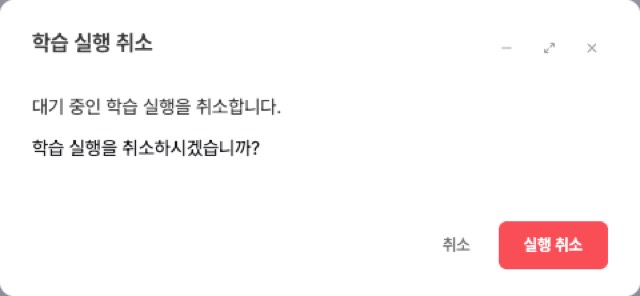 학습 실행 취소
대기 중인 학습 실행을 취소합니다.
학습 실행을 취소하시겠습니까?
취소
실행 취소